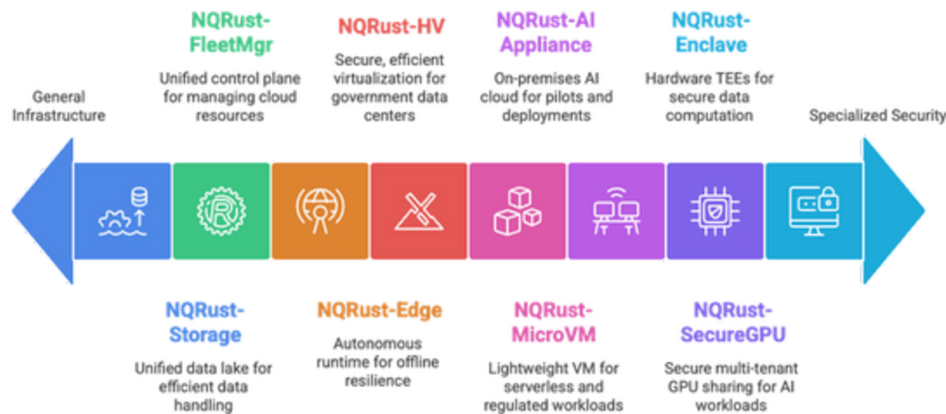 NQRust-
FleetMgr
Unified control plane
for managing cloud
resources
NQRust-HV
Secure, efficient
virtualization for
government data
centers
NQRust-AI
Appliance
On-premises AI
cloud for pilots and
deployments
NQRust-
Enclave
Hardware TEEs for
secure data
computation
General
Infrastructure
Specialized Security
R
NQRust-
Storage
Unified data lake for
efficient data
handling
NQRust-Edge
Autonomous
runtime for offline
resilience
NQRust-
MicroVM
Lightweight VM for
serverless and
regulated workloads
NQRust-
SecureGPU
Secure multi-tenant
GPU sharing for AI
workloads